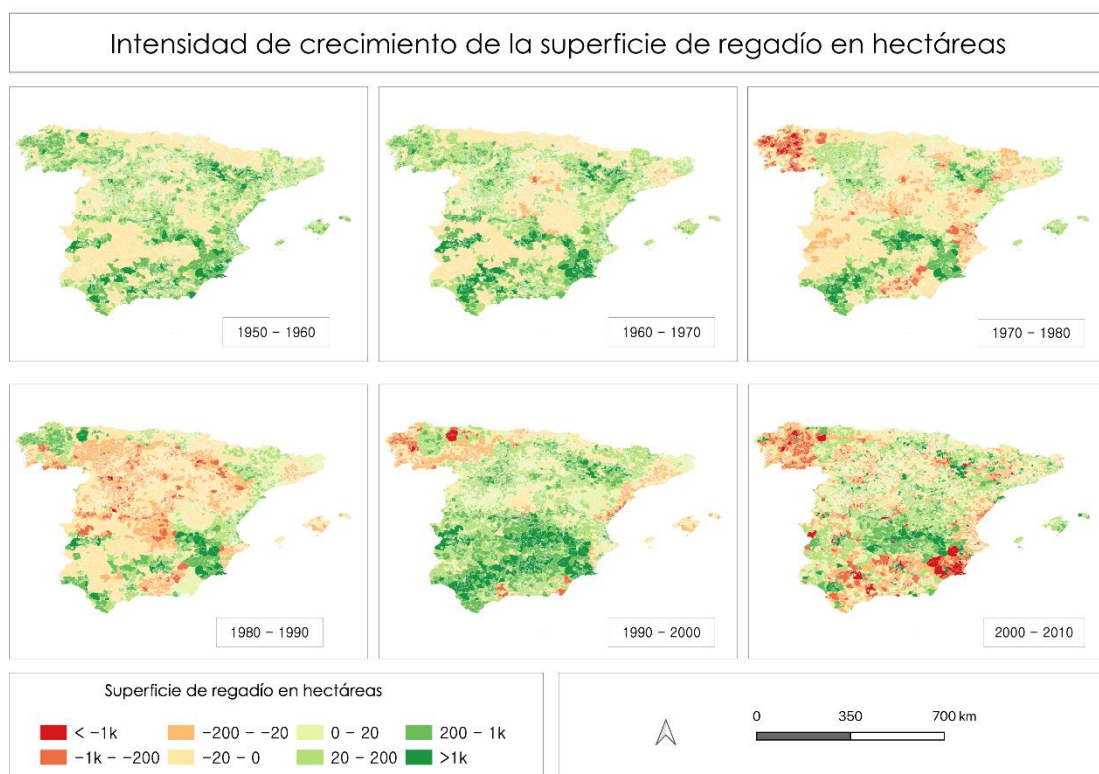 Intensidad de crecimiento de la superficie de regadío en hectáreas
1950 - 1960
1960 - 1970
1970 - 1980
1980 - 1990
1990 - 2000
2000 - 2010
Superficie de regadío en hectáreas
< -1k
-200 - -20
0 - 20
200 - 1k
-1k - -200
-20 - 0
20 - 200
>1k
0 350 700 km